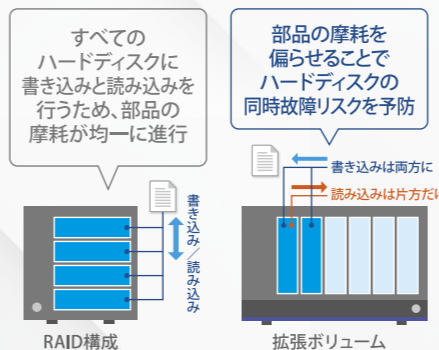 すべての
ハードディスクに
書き込みと読み込みを
行うため、部品の
摩耗が均一に進行
書き込み／読み込み
RAID構成
部品の摩耗を
偏らせることで
ハードディスクの
同時故障リスクを予防
書き込みは両方に
読み込みは片方だけ
拡張ボリューム